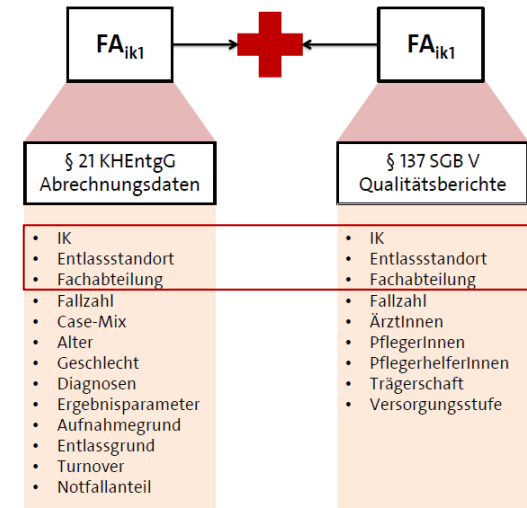 FAik1
FAik1
§ 21 KHEntgG
Abrechnungsdaten
§ 137 SGB V
Qualitätsberichte
• IK
• Entlassstandort
• Fachabteilung
• Fallzahl
• Case-Mix
• Alter
• Geschlecht
• Diagnosen
• Ergebnisparameter
• Aufnahmegrund
• Entlassgrund
• Turnover
• Notfallanteil
• IK
• Entlassstandort
• Fachabteilung
• Fallzahl
• ÄrztInnen
• PflegerInnen
• PflegerhelferInnen
• Trägerschaft
• Versorgungsstufe